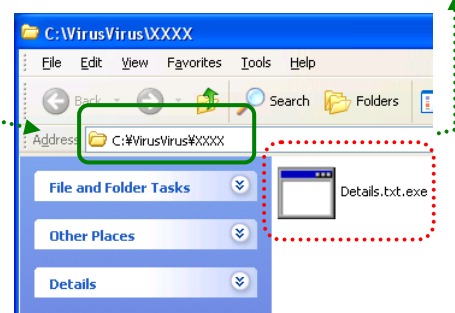 C:\VirusVirus\XXXX
File Edit View Favorites Tools Help
Back Search Folders
Address C:¥VirusVirus¥XXXX
File and Folder Tasks
Details.txt.exe
Other Places
Details